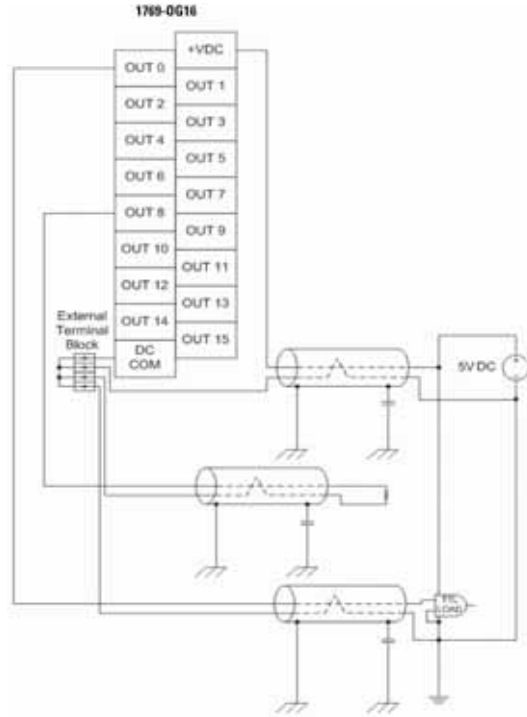 1769-OG16
+VDC
OUT 0
OUT 1
OUT 2
OUT 3
OUT 4
OUT 5
OUT 6
OUT 7
OUT 8
OUT 9
OUT 10
OUT 11
OUT 12
OUT 13
OUT 14
OUT 15
DC
COM
External
Terminal
Block
5V DC
TTL
LOAD